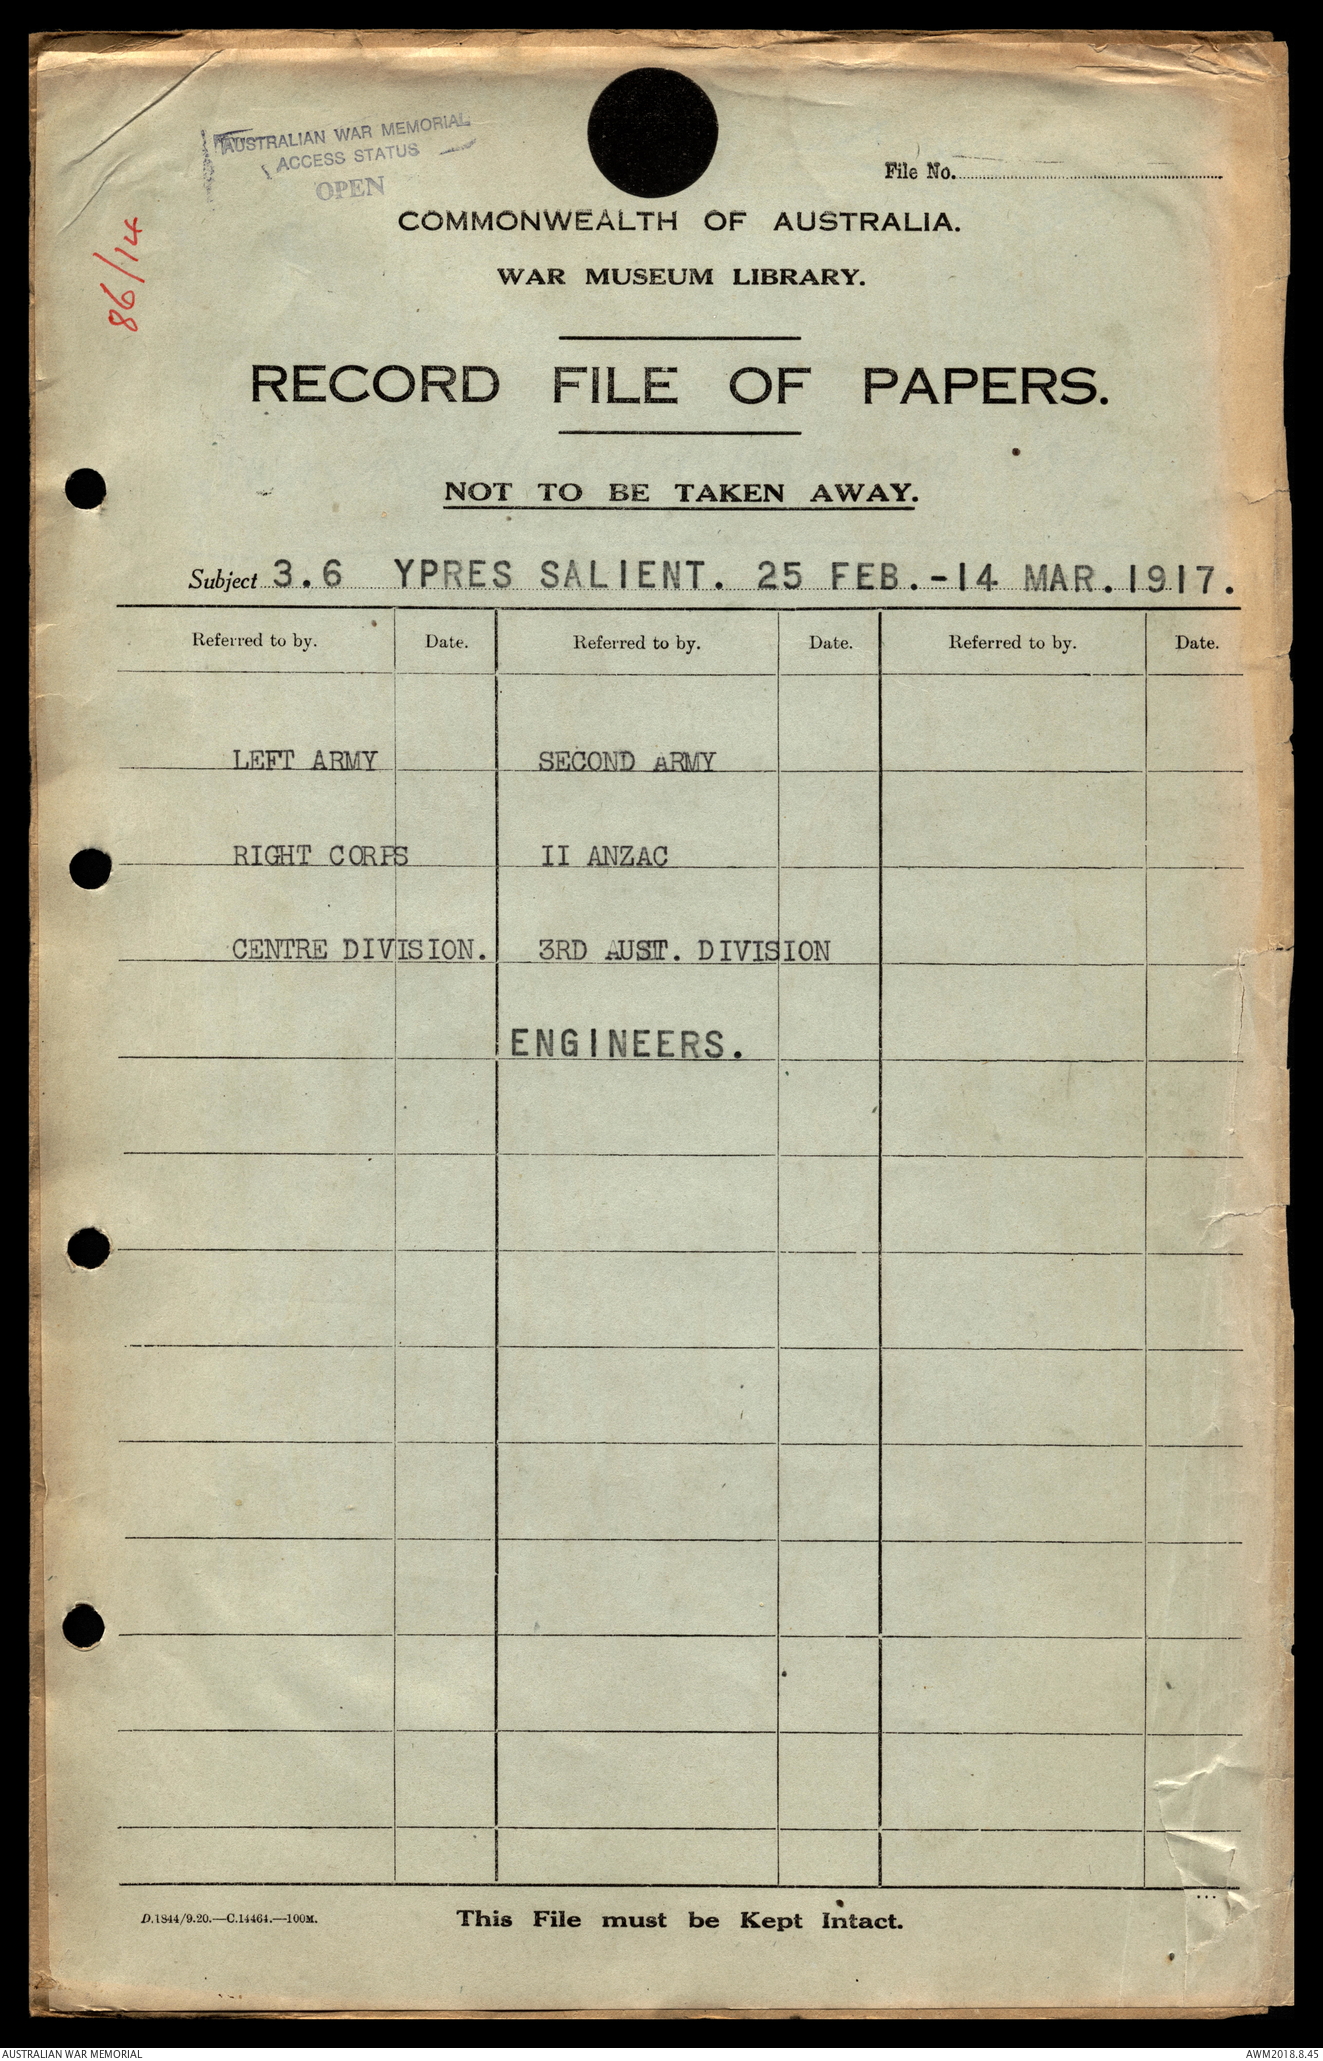 AUSTRALIAN WAR MEMORIAL
ACCESS STATUS
OPEN
File No.
86/14
COMMONWEALTH OF AUSTRALIA.
WAR MUSEUM LIBRARY.
RECORD FILE OF PAPERS.
NOT TO BE TAKEN AWAY.
Subject 3.6 YPRES SALIENT. 25 FEB.-14 MAR.1917.
Referred to by. Date. Referred to by. Date. Referred to by. Date.
LEFT ARMY SECOND ARMY
RIGHT CORPS II ANZAC
CENTRE DIVISION. 3RD AUST. DIVISION
ENGINEERS.
D.1844/9.20.—C.14464.—100M.
This File must be Kept Intact.
AUSTRALIAN WAR MEMORIAL AWM2018.8.45